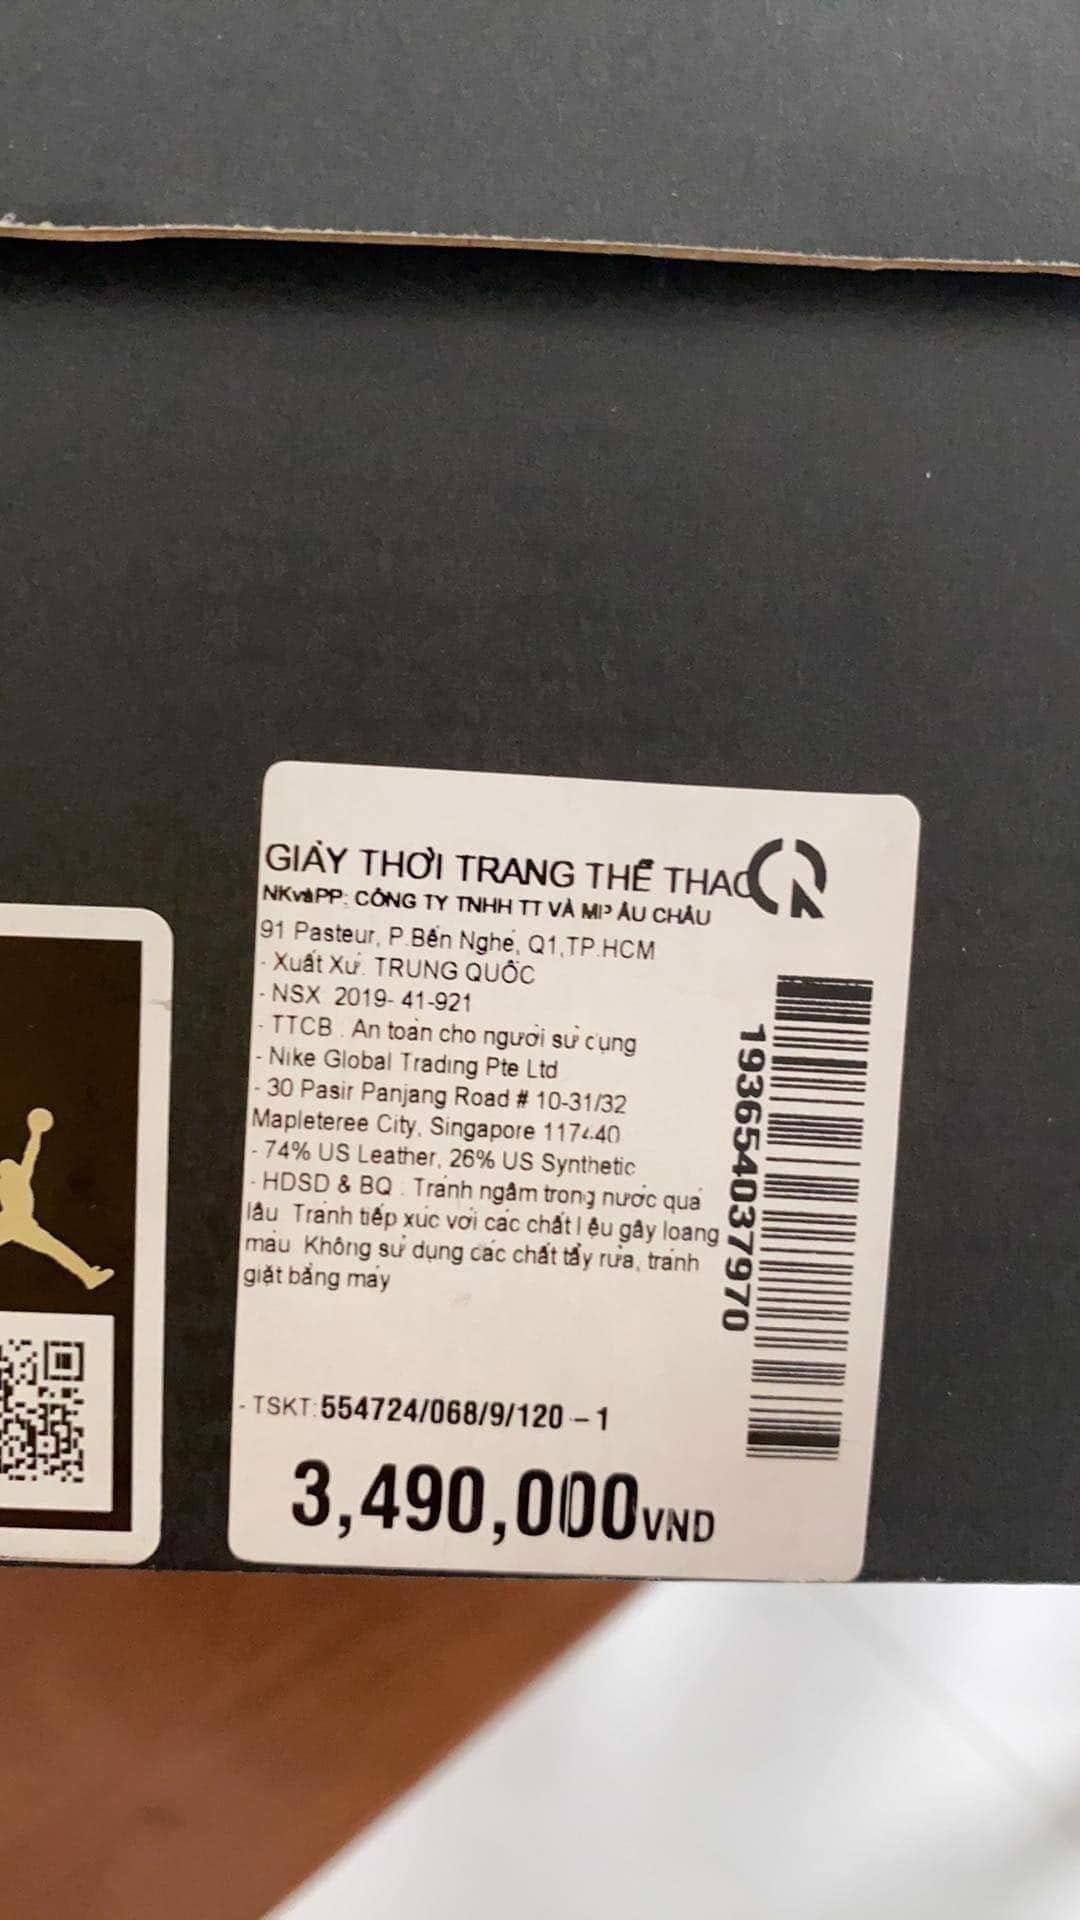 GIÀY THỜI TRANG THỂ THAO
NKvàPP: CÔNG TY TNHH TT VÀ MP ÂU CHÂU
91 Pasteur, P.Bến Nghé, Q1,TP.HCM
- Xuất Xứ: TRUNG QUỐC
- NSX 2019- 41-921
- TTCB : An toàn cho người sử dụng
- Nike Global Trading Pte Ltd
- 30 Pasir Panjang Road # 10-31/32
Mapleteree City, Singapore 117440
- 74% US Leather, 26% US Synthetic
- HDSD & BQ : Tránh ngâm trong nước quá
lâu Tránh tiếp xúc với các chất liệu gây loang
màu Không sử dụng các chất tẩy rửa, tránh
giặt bằng máy
- TSKT:554724/068/9/120 – 1
3,490,000VND
193654037970